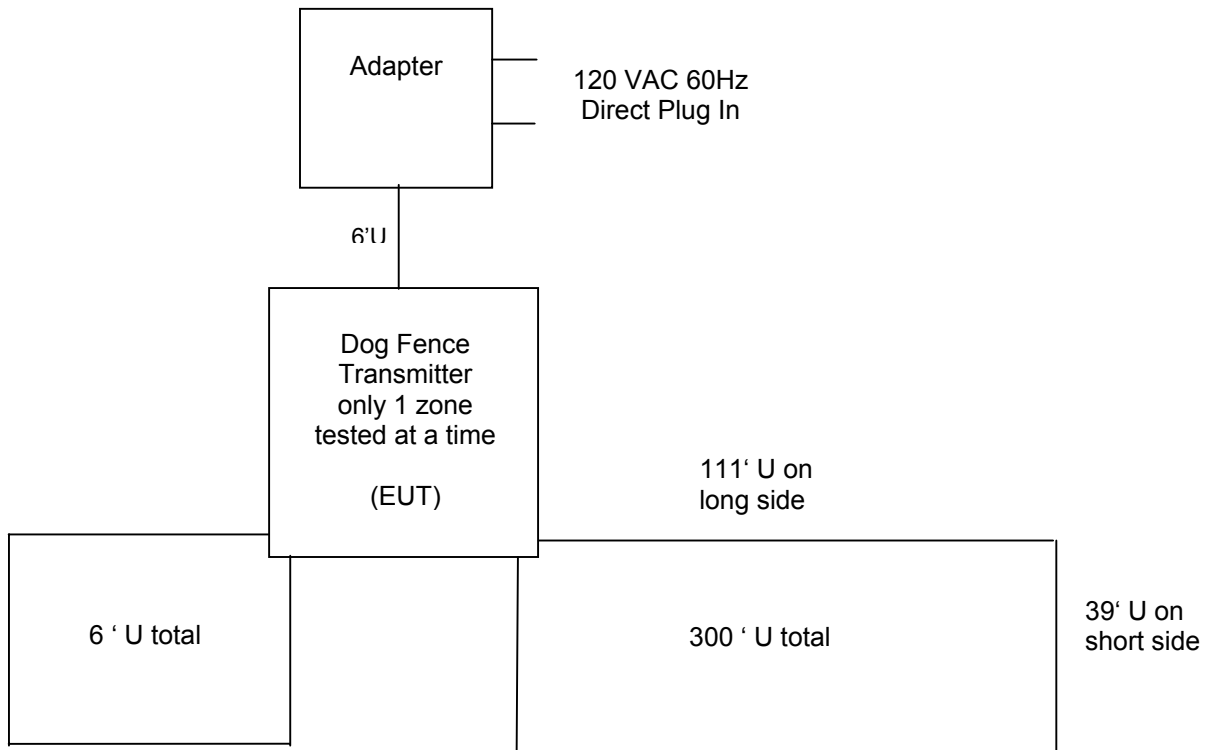 Adapter
120 VAC 60Hz
Direct Plug In
6'U
Dog Fence
Transmitter
only 1 zone
tested at a time
(EUT)
111‘ U on
long side
6 ‘ U total
300 ‘ U total
39‘ U on
short side